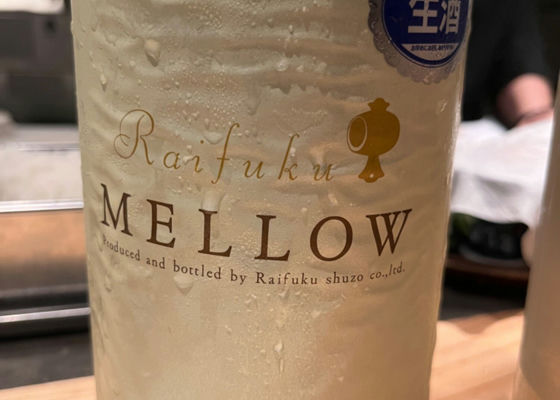 生酒
Raifuku
MELLOW
Produced and bottled by Raifuku shuzo co.,ltd.